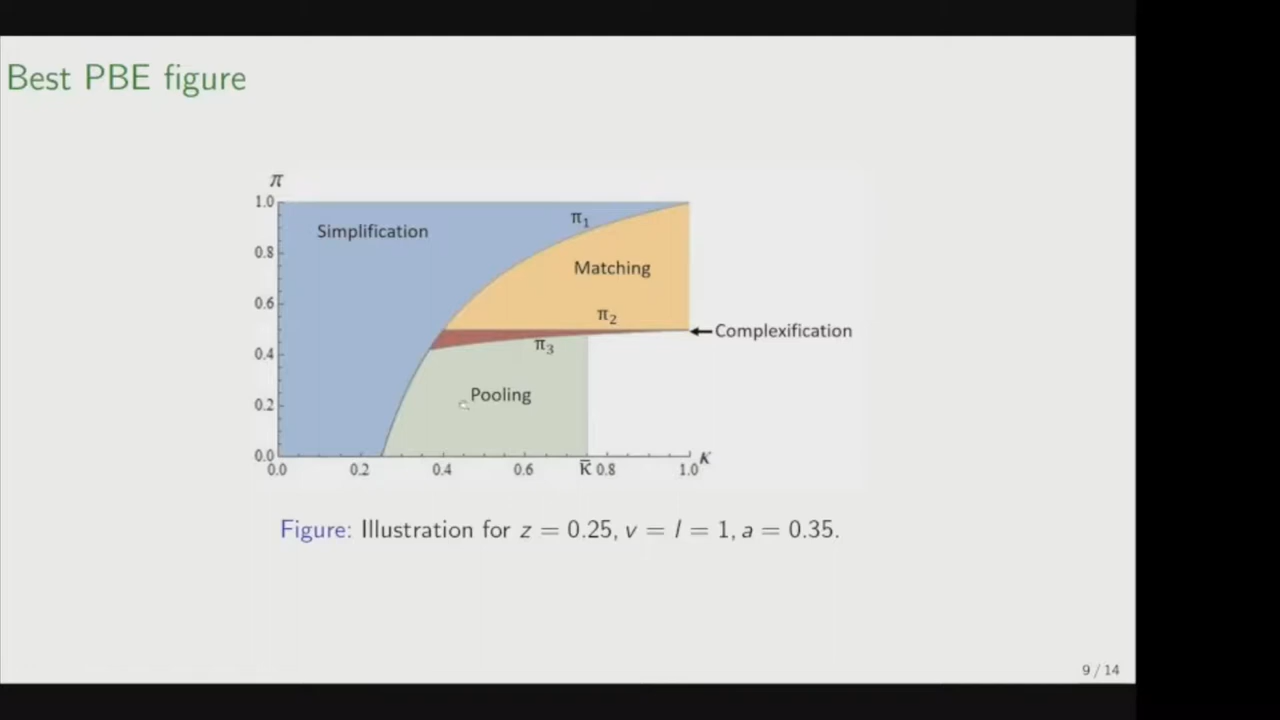 Best PBE figure
π
1.0
Simplification
π1
0.8
Matching
0.6
π2
Complexification
π3
0.4
Pooling
0.2
0.0
0.0 0.2 0.4 0.6 κ̄ 0.8 1.0 κ
Figure: Illustration for z = 0.25, v = l = 1, a = 0.35.
9 / 14